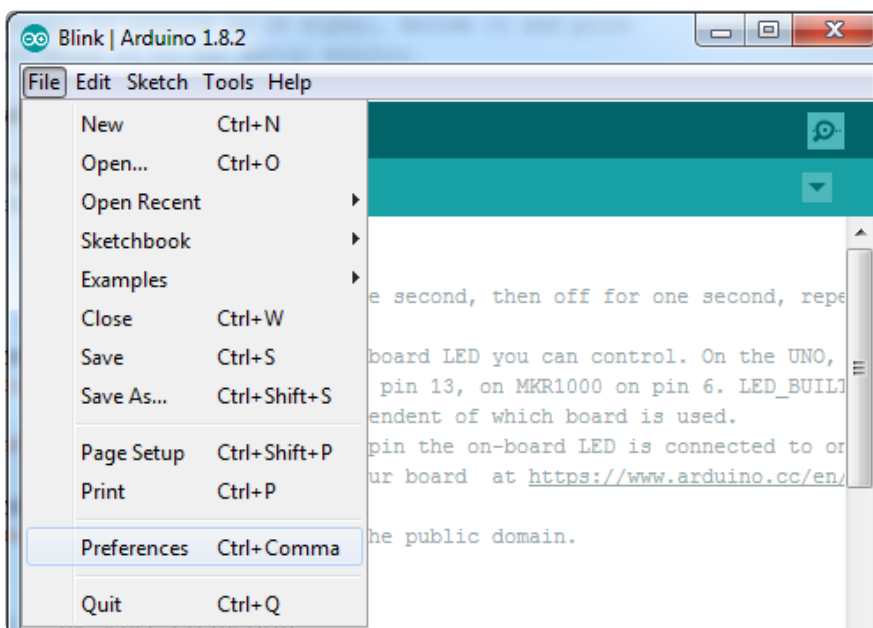 Blink | Arduino 1.8.2
File Edit Sketch Tools Help
New Ctrl+N
Open... Ctrl+O
Open Recent
Sketchbook
Examples
Close Ctrl+W
Save Ctrl+S
Save As... Ctrl+Shift+S
Page Setup Ctrl+Shift+P
Print Ctrl+P
Preferences Ctrl+Comma
Quit Ctrl+Q
e second, then off for one second, repe
board LED you can control. On the UNO,
pin 13, on MKR1000 on pin 6. LED_BUILT
endent of which board is used.
pin the on-board LED is connected to on
ur board at https://www.arduino.cc/en/
he public domain.